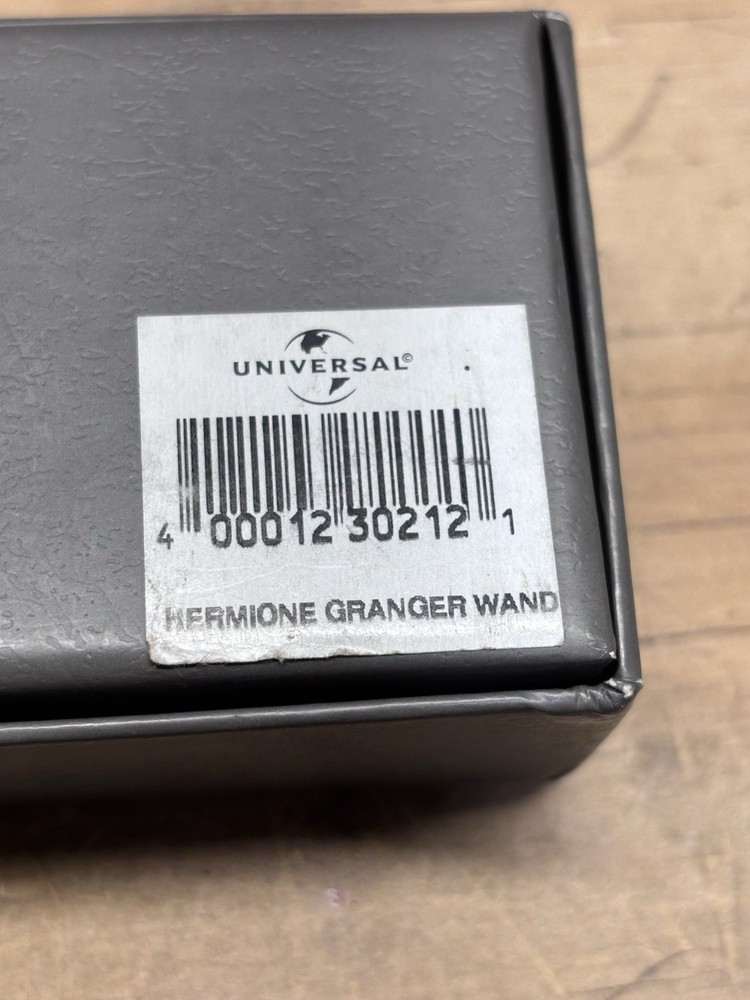 UNIVERSAL©
4 00012 30212 1
HERMIONE GRANGER WAND